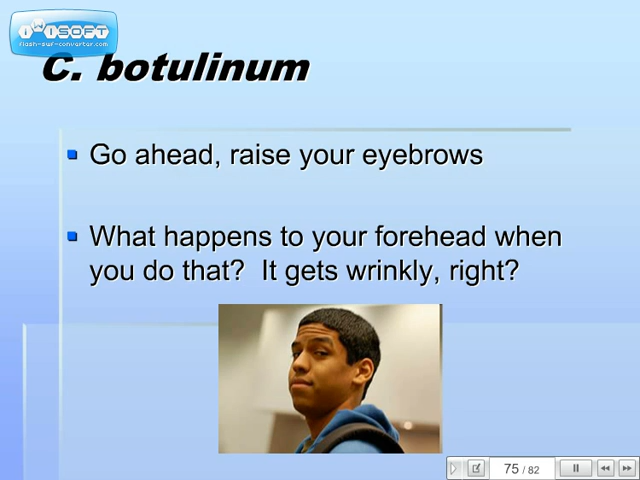 iWiSOFT
flash-swf-converter.com
C. botulinum
Go ahead, raise your eyebrows
What happens to your forehead when
you do that? It gets wrinkly, right?
75 / 82